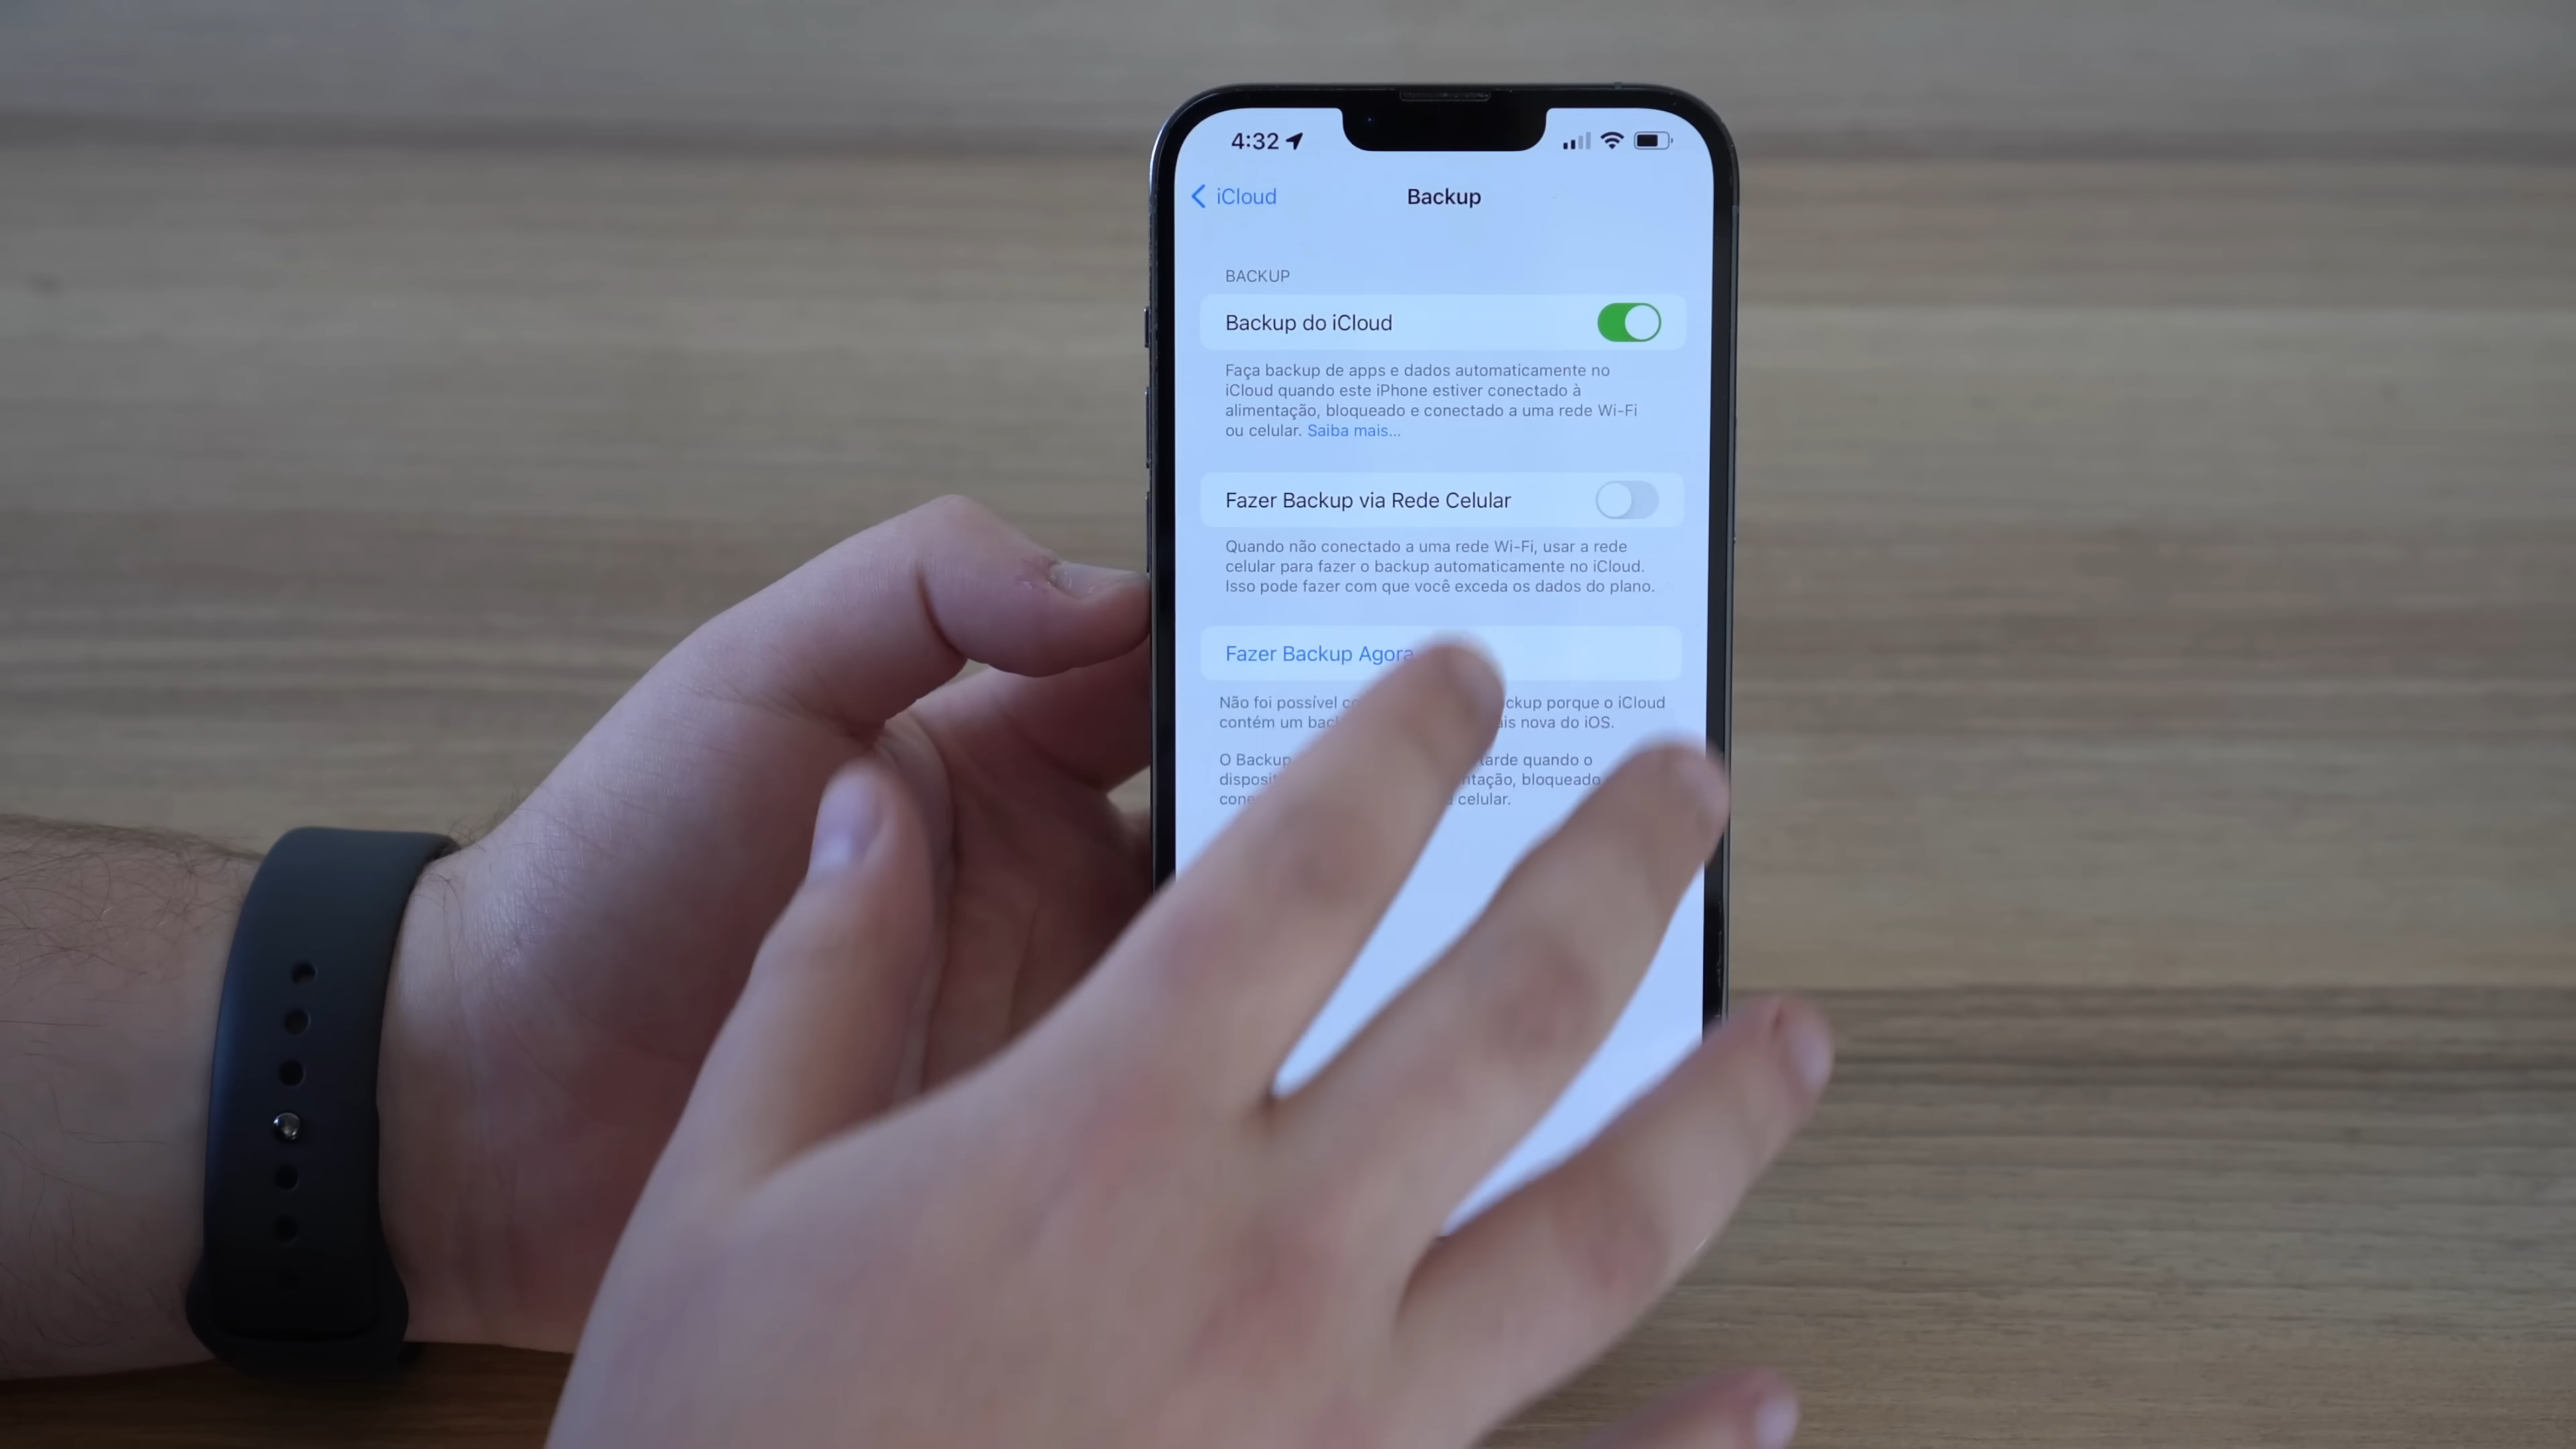 4:32
iCloud
Backup
BACKUP
Backup do iCloud
Faça backup de apps e dados automaticamente no
iCloud quando este iPhone estiver conectado à
alimentação, bloqueado e conectado a uma rede Wi-Fi
ou celular. Saiba mais...
Fazer Backup via Rede Celular
Quando não conectado a uma rede Wi-Fi, usar a rede
celular para fazer o backup automaticamente no iCloud.
Isso pode fazer com que você exceda os dados do plano.
Fazer Backup Agora
Não foi possível porque o iCloud
contém um nova do iOS.
O Backup tarde quando o
bloqueado
celular.